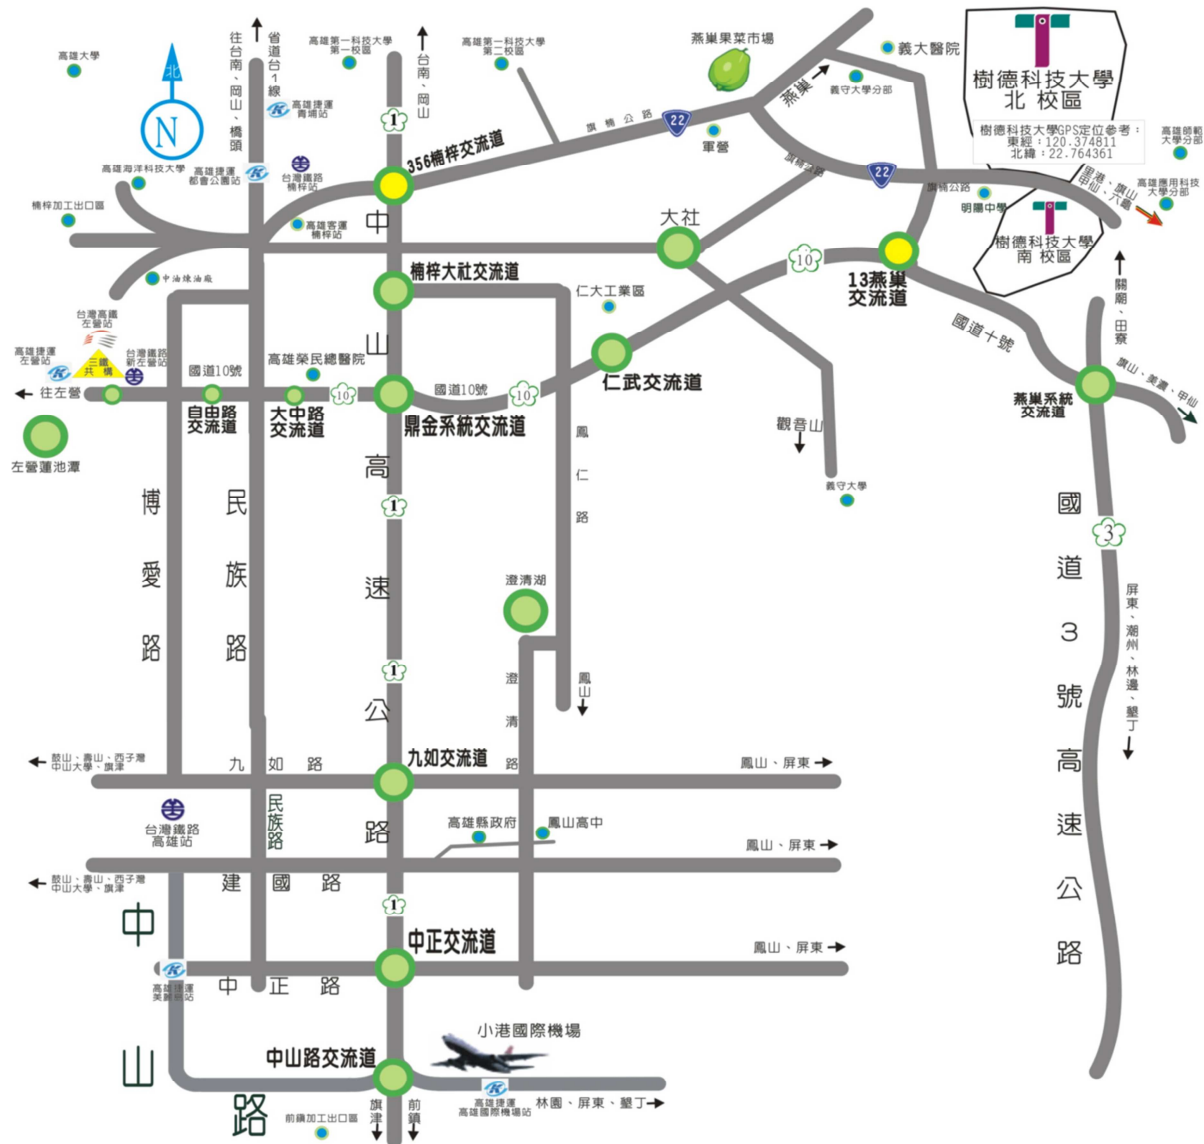 高雄大學
往台南、岡山、橋頭
省道台1線
高雄第一科技大學
第一校區
台南、岡山
高雄第一科技大學
第二校區
燕巢果菜市場
義大醫院
義守大學分部
燕巢
樹德科技大學
北 校區
樹德科技大學GPS定位參考：
東經：120.374811
北緯：22.764361
高雄師範
大學分部
高雄應用科技
大學分部
里港、旗山
甲仙、六龜
北
N
高雄捷運
青埔站
1
旗楠公路
22
軍營
高雄海洋科技大學
高雄捷運
都會公園站
台灣鐵路
楠梓站
356楠梓交流道
旗楠公路
22
旗楠公路
明陽中學
樹德科技大學
南 校區
楠梓加工出口區
高雄客運
楠梓站
中
大社
10
13燕巢
交流道
中油煉油廠
楠梓大社交流道
仁大工業區
關廟、田寮
國道十號
台灣高鐵
左營站
高雄捷運
左營站
三鐵
共構
台灣鐵路
新左營站
山
高雄榮民總醫院
國道10號
國道10號
仁武交流道
旗山、美濃、甲仙
往左營
自由路
交流道
大中路
交流道
10
鼎金系統交流道
10
燕巢系統
交流道
左營蓮池潭
觀音山
鳳仁路
高
義守大學
博愛路
民族路
1
國道3號高速公路
3
速
澄清湖
屏東、潮州、林邊、墾丁
1
澄清路
鳳山
公
鼓山、壽山、西子灣
中山大學、旗津
九如路
九如交流道
鳳山、屏東
民族路
台灣鐵路
高雄站
路
高雄縣政府
鳳山高中
鳳山、屏東
鼓山、壽山、西子灣
中山大學、旗津
建國路
1
中正交流道
鳳山、屏東
高雄捷運
美麗島站
中正路
中山路
小港國際機場
中山路交流道
高雄捷運
高雄國際機場站
林園、屏東、墾丁
前鎮加工出口區
旗津
前鎮